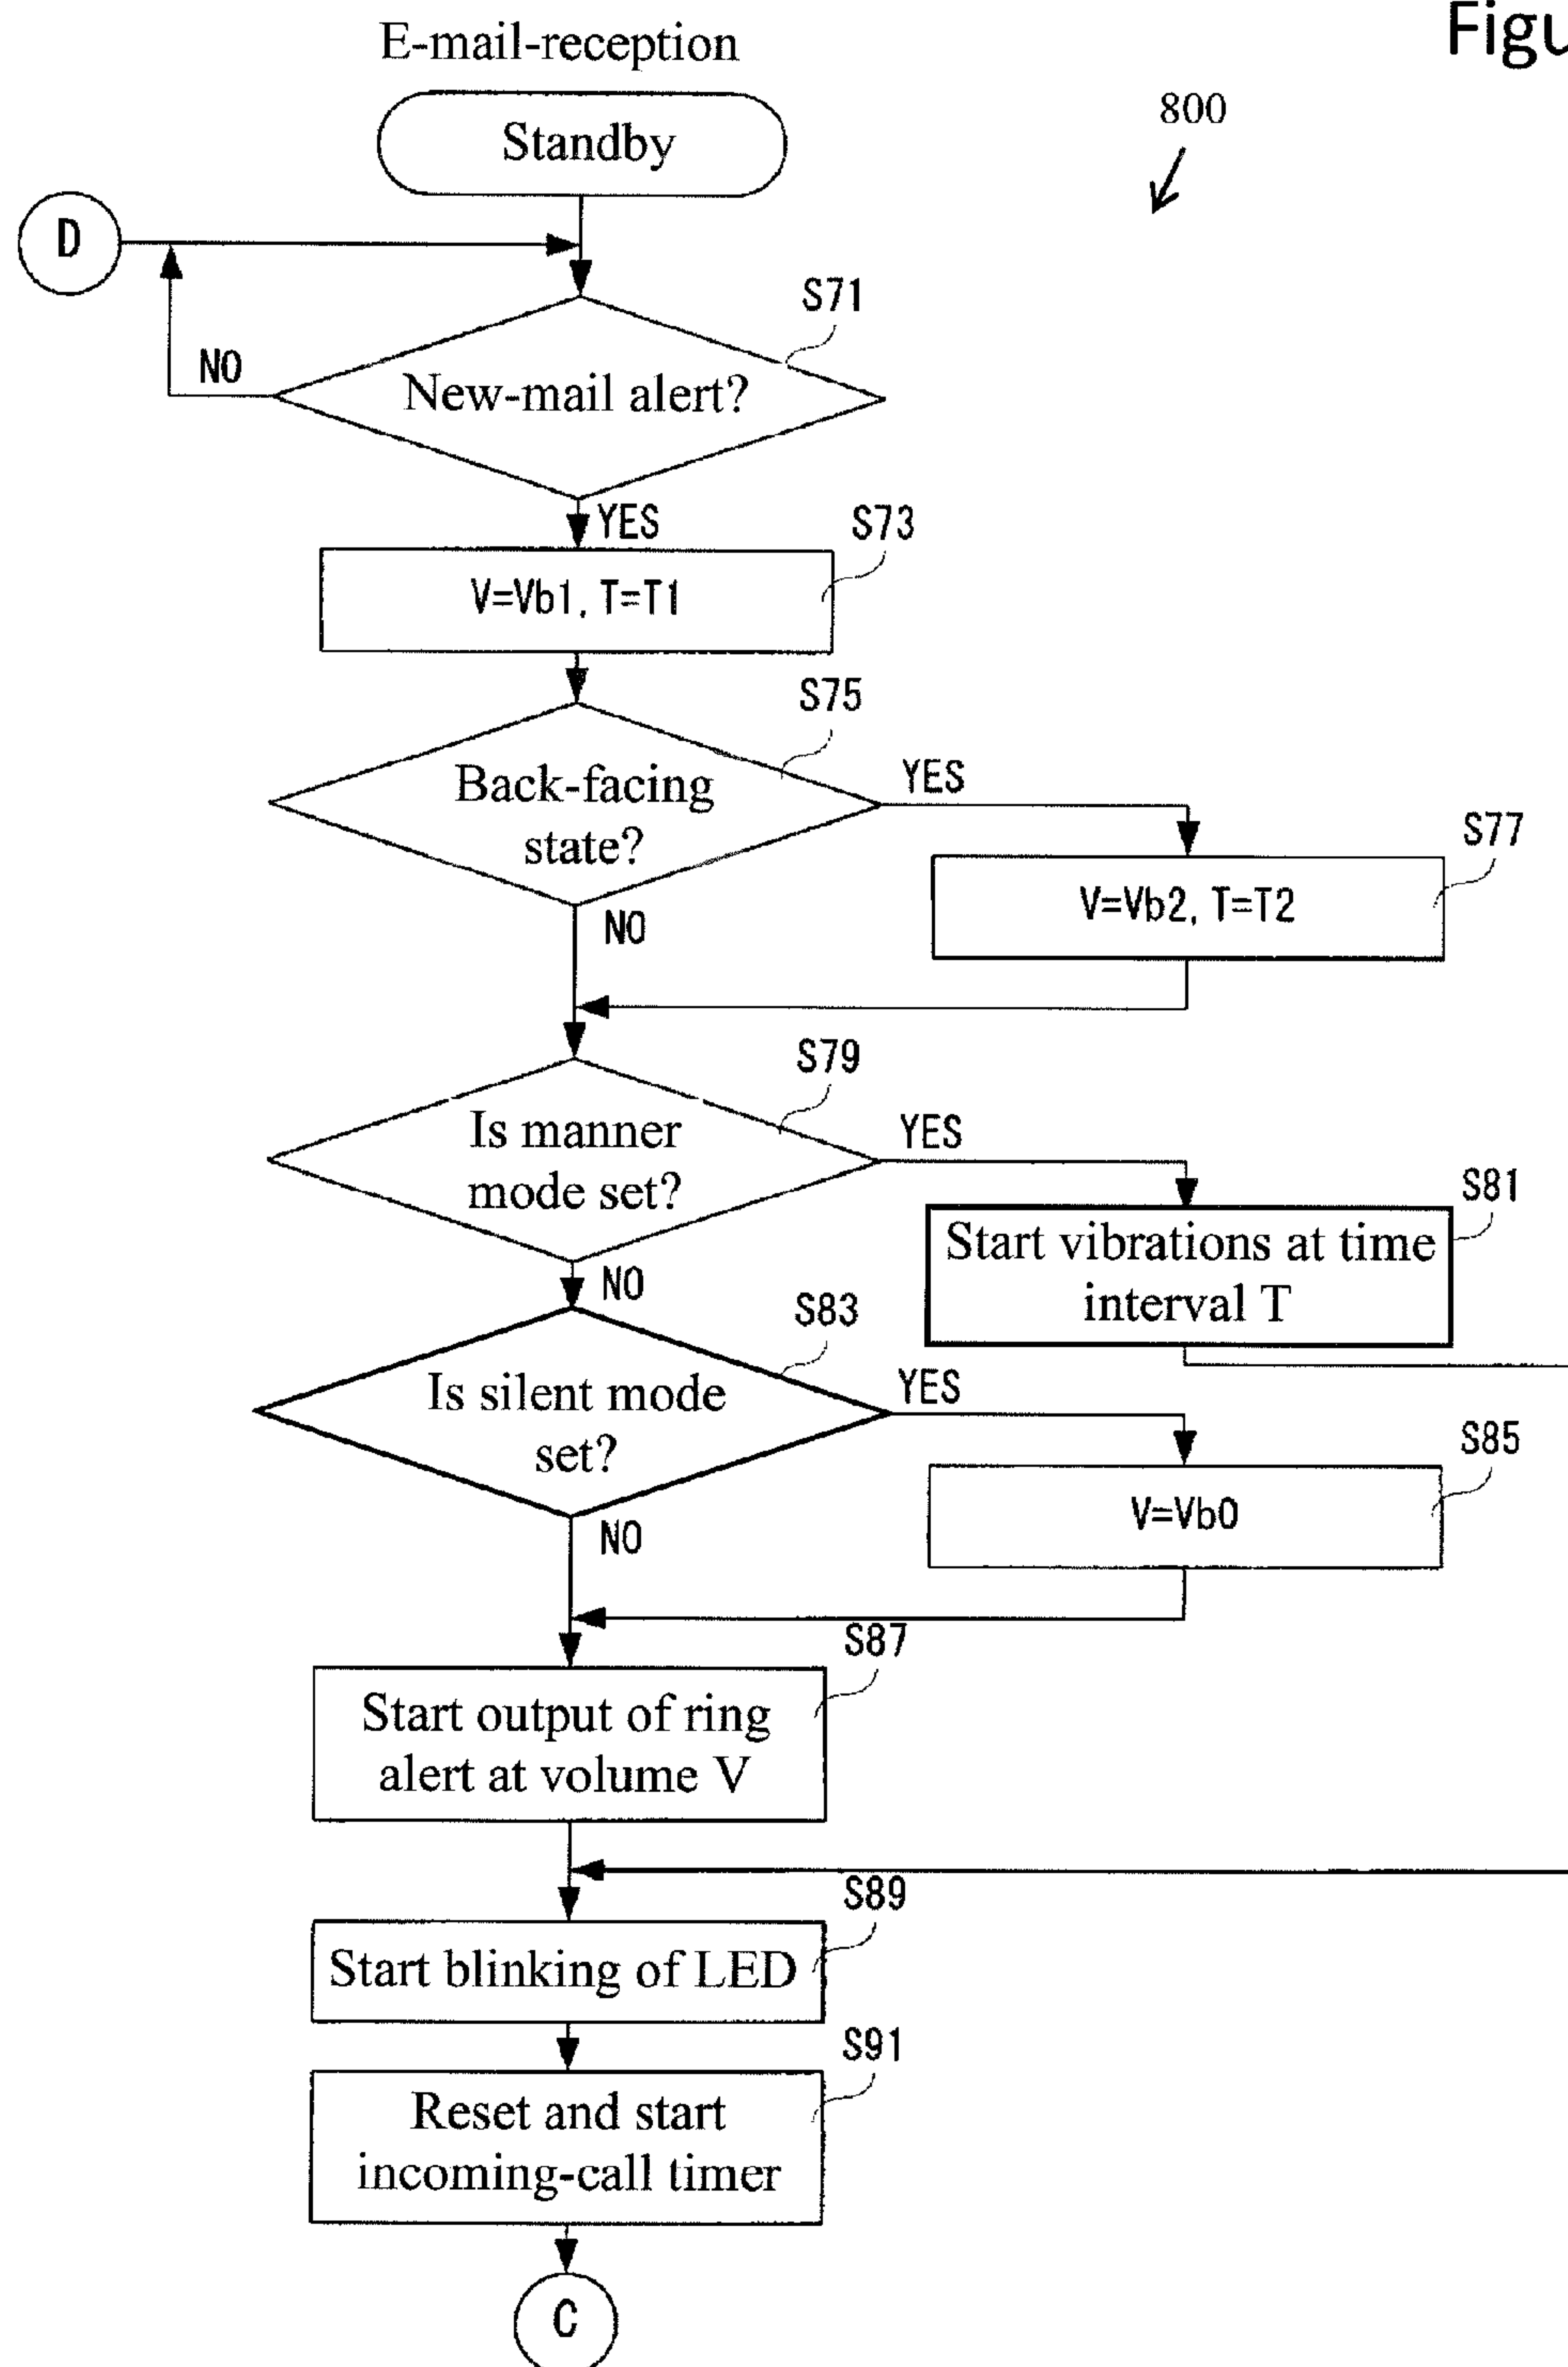 Figu
E-mail-reception
800
Standby
D
S71
NO
New-mail alert?
YES
S73
V=Vb1, T=T1
S75
Back-facing
state?
YES
S77
V=Vb2, T=T2
NO
S79
Is manner
mode set?
YES
S81
Start vibrations at time
interval T
NO
S83
Is silent mode
set?
YES
S85
V=Vb0
NO
S87
Start output of ring
alert at volume V
S89
Start blinking of LED
S91
Reset and start
incoming-call timer
C